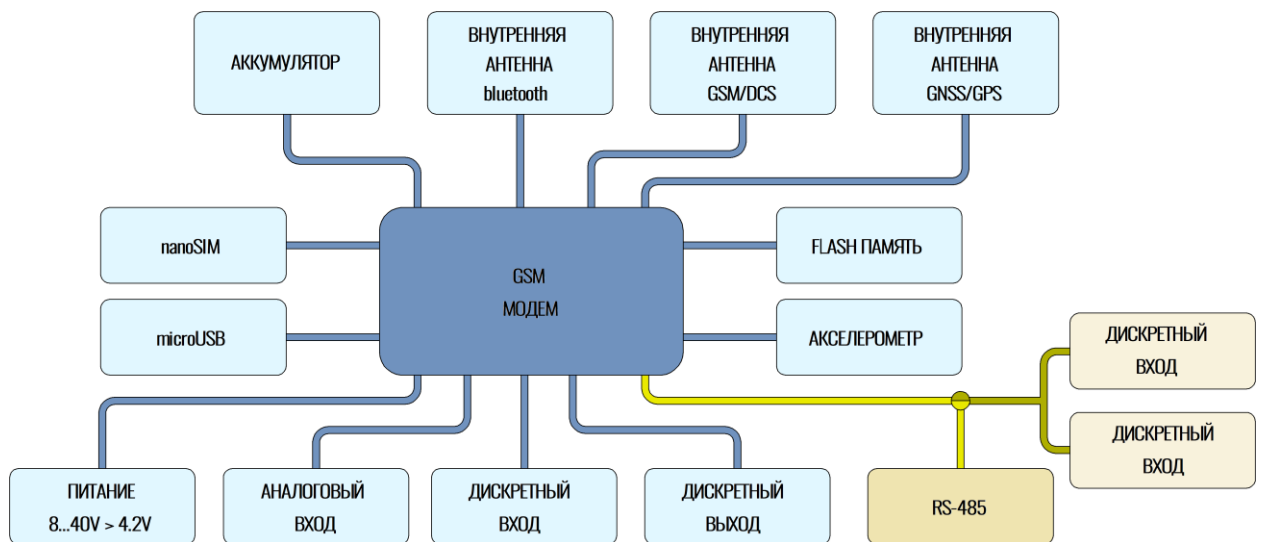 АККУМУЛЯТОР
ВНУТРЕННЯЯ
АНТЕННА
bluetooth
ВНУТРЕННЯЯ
АНТЕННА
GSM/DCS
ВНУТРЕННЯЯ
АНТЕННА
GNSS/GPS
nanoSIM
GSM
МОДЕМ
FLASH ПАМЯТЬ
microUSB
АКСЕЛЕРОМЕТР
ДИСКРЕТНЫЙ
ВХОД
ДИСКРЕТНЫЙ
ВХОД
ПИТАНИЕ
8...40V > 4.2V
АНАЛОГОВЫЙ
ВХОД
ДИСКРЕТНЫЙ
ВХОД
ДИСКРЕТНЫЙ
ВЫХОД
RS-485